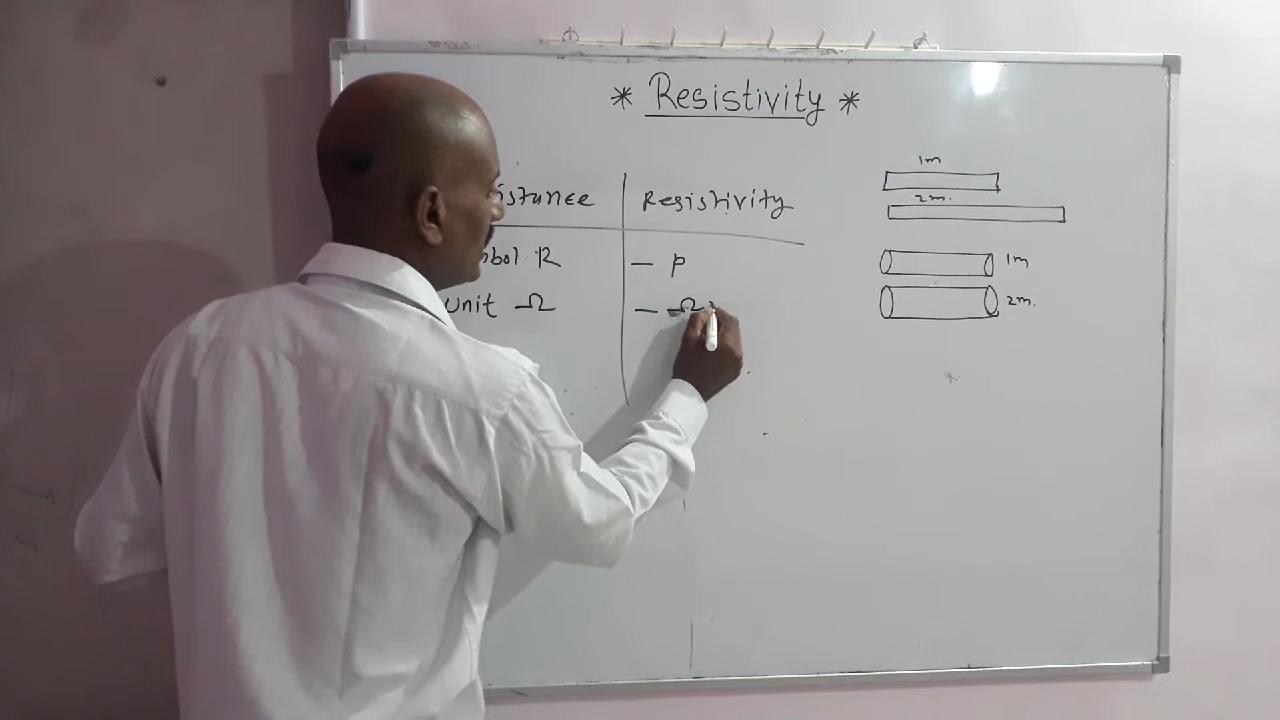 * Resistivity *
istance Resistivity
mbol R — ρ
unit Ω — Ω
1m
2m.
1m
2m.